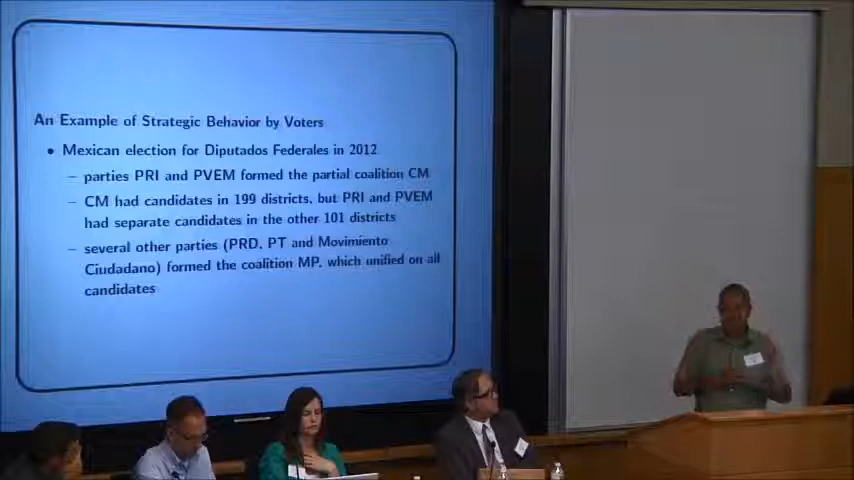 An Example of Strategic Behavior by Voters
• Mexican election for Diputados Federales in 2012
– parties PRI and PVEM formed the partial coalition CM
– CM had candidates in 199 districts, but PRI and PVEM
had separate candidates in the other 101 districts
– several other parties (PRD, PT and Movimiento
Ciudadano) formed the coalition MP, which unified on all
candidates